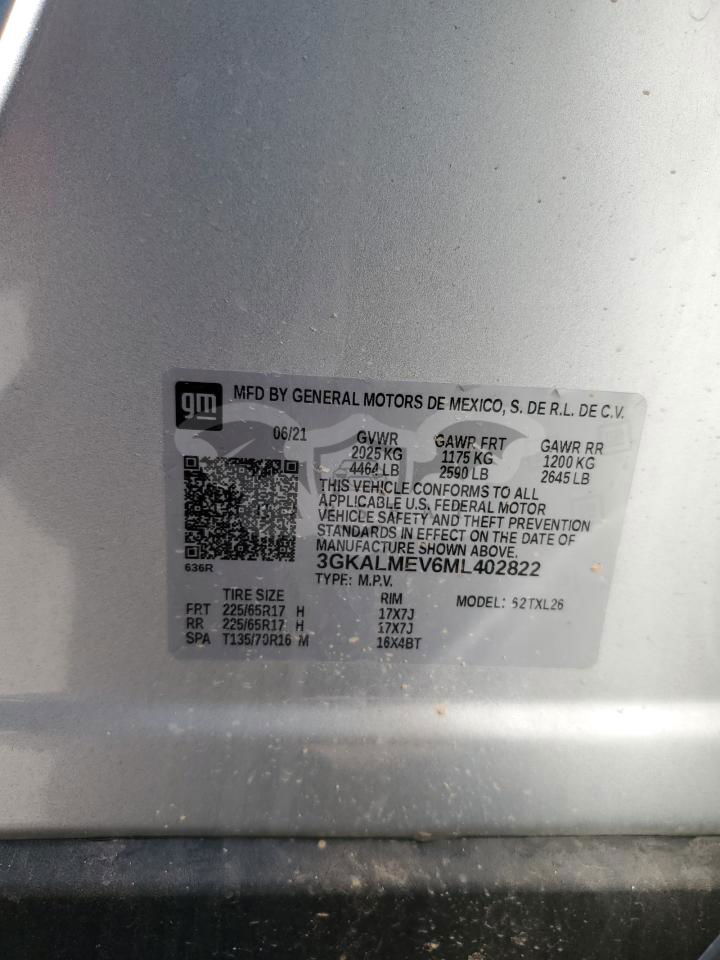 gm
MFD BY GENERAL MOTORS DE MEXICO, S. DE R.L. DE C.V.
06/21 GVWR GAWR FRT GAWR RR
2025 KG 1175 KG 1200 KG
4464 LB 2590 LB 2645 LB
THIS VEHICLE CONFORMS TO ALL
APPLICABLE U.S. FEDERAL MOTOR
VEHICLE SAFETY AND THEFT PREVENTION
STANDARDS IN EFFECT ON THE DATE OF
MANUFACTURE SHOWN ABOVE.
636R
3GKALMEV6ML402822
TYPE: M.P.V.
TIRE SIZE RIM MODEL: 52TXL26
FRT 225/65R17 H 17X7J
RR 225/65R17 H 17X7J
SPA T135/70R16 M 16X4BT